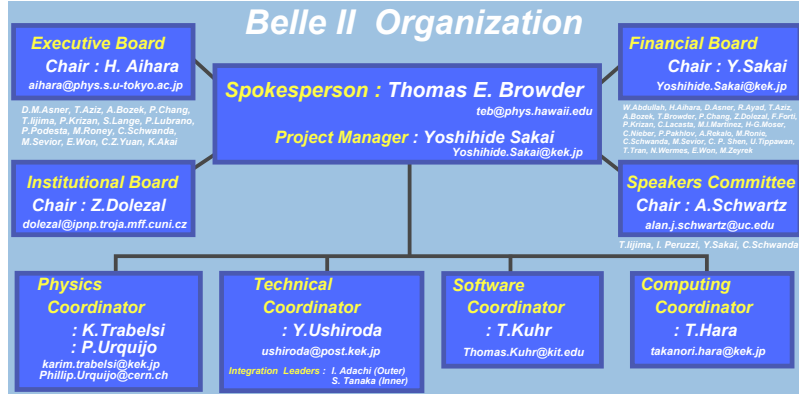 Belle II Organization
Executive Board
Chair : H. Aihara
aihara@phys.s.u-tokyo.ac.jp
D.M.Asner, T.Aziz, A.Bozek, P.Chang,
T.Iijima, P.Krizan, S.Lange, P.Lubrano,
P.Podesta, M.Roney, C.Schwanda,
M.Sevior, E.Won, C.Z.Yuan, K.Akai
Spokesperson : Thomas E. Browder
teb@phys.hawaii.edu
Project Manager : Yoshihide Sakai
Yoshihide.Sakai@kek.jp
Financial Board
Chair : Y.Sakai
Yoshihide.Sakai@kek.jp
W.Abdullah, H.Aihara, D.Asner, R.Ayad, T.Aziz,
A.Bozek, T.Browder, P.Chang, Z.Dolezal, F.Forti,
P.Krizan, C.Lacasta, M.I.Martinez, H-G.Moser,
C.Niebor, P.Pakhlov, A.Rekalo, M.Ronie,
C.Schwanda, M.Sevior, C. P. Shen, U.Tippawan,
T.Tran, N.Wermes, E.Won, M.Zeyrek
Institutional Board
Chair : Z.Dolezal
dolezal@ipnp.troja.mff.cuni.cz
Speakers Committee
Chair : A.Schwartz
alan.j.schwartz@uc.edu
T.Iijima, I. Peruzzi, Y.Sakai, C.Schwanda
Physics
Coordinator
: K.Trabelsi
: P.Urquijo
karim.trabelsi@kek.jp
Phillip.Urquijo@cern.ch
Technical
Coordinator
: Y.Ushiroda
ushiroda@post.kek.jp
Integration Leaders : I. Adachi (Outer)
S. Tanaka (Inner)
Software
Coordinator
: T.Kuhr
Thomas.Kuhr@kit.edu
Computing
Coordinator
: T.Hara
takanori.hara@kek.jp